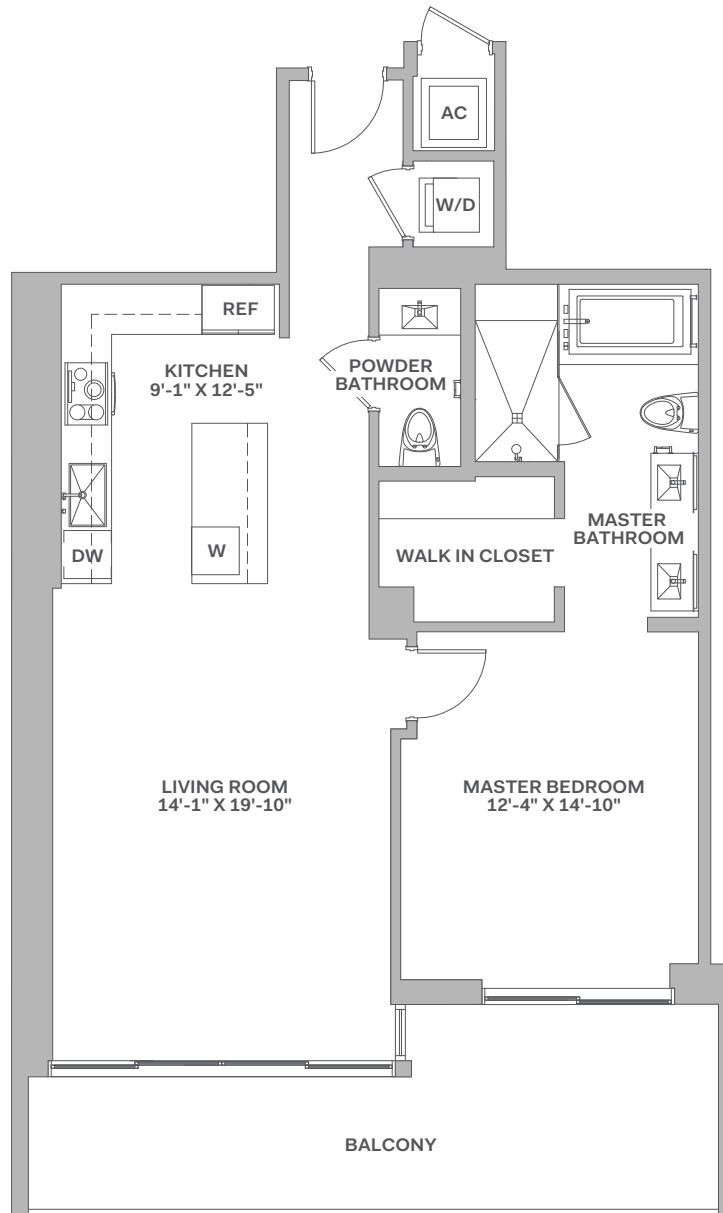 AC
W/D
REF
KITCHEN
9'-1" X 12'-5"
POWDER
BATHROOM
DW
W
WALK IN CLOSET
MASTER
BATHROOM
LIVING ROOM
14'-1" X 19'-10"
MASTER BEDROOM
12'-4" X 14'-10"
BALCONY